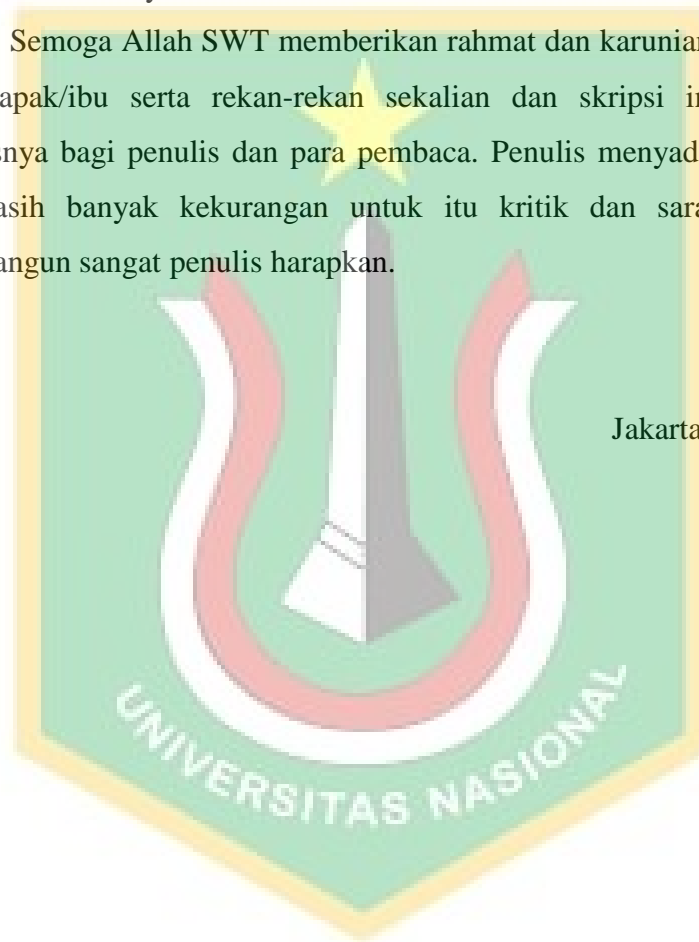 Semoga Allah SWT memberikan rahmat dan karunian
apak/ibu serta rekan-rekan sekalian dan skripsi in
snya bagi penulis dan para pembaca. Penulis menyad
asih banyak kekurangan untuk itu kritik dan sara
angun sangat penulis harapkan.
Jakarta
UNIVERSITAS NASIONAL